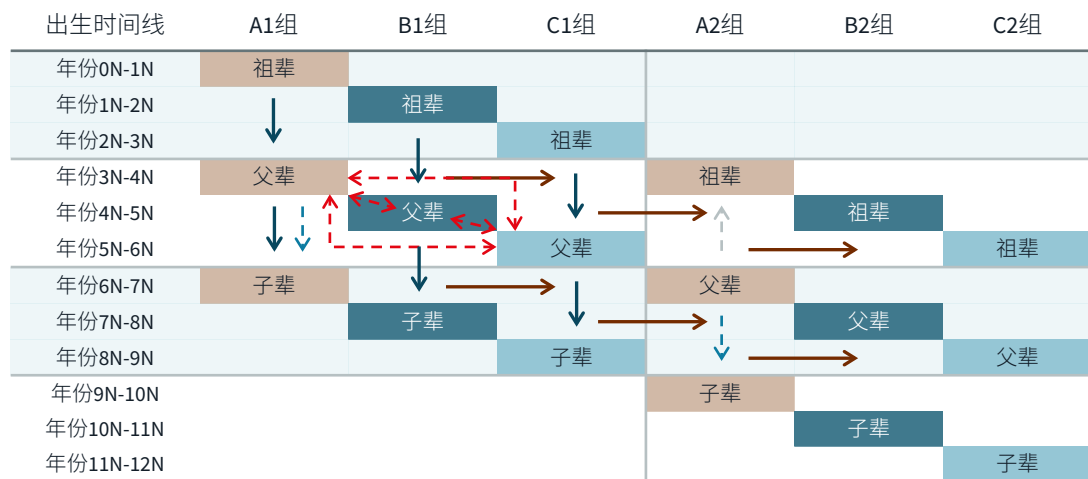 出生时间线 A1组 B1组 C1组 A2组 B2组 C2组
年份0N-1N 祖辈
年份1N-2N 祖辈
年份2N-3N 祖辈
年份3N-4N 父辈 祖辈
年份4N-5N 父辈 祖辈
年份5N-6N 父辈 祖辈
年份6N-7N 子辈 父辈
年份7N-8N 子辈 父辈
年份8N-9N 子辈 父辈
年份9N-10N 子辈
年份10N-11N 子辈
年份11N-12N 子辈